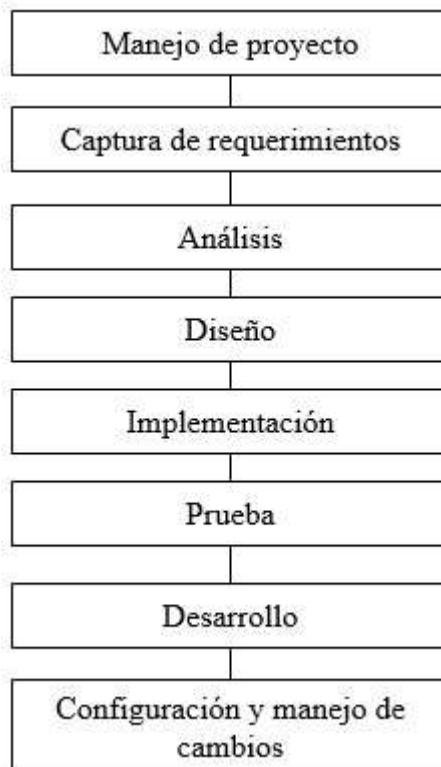 Manejo de proyecto
Captura de requerimientos
Análisis
Diseño
Implementación
Prueba
Desarrollo
Configuración y manejo de
cambios